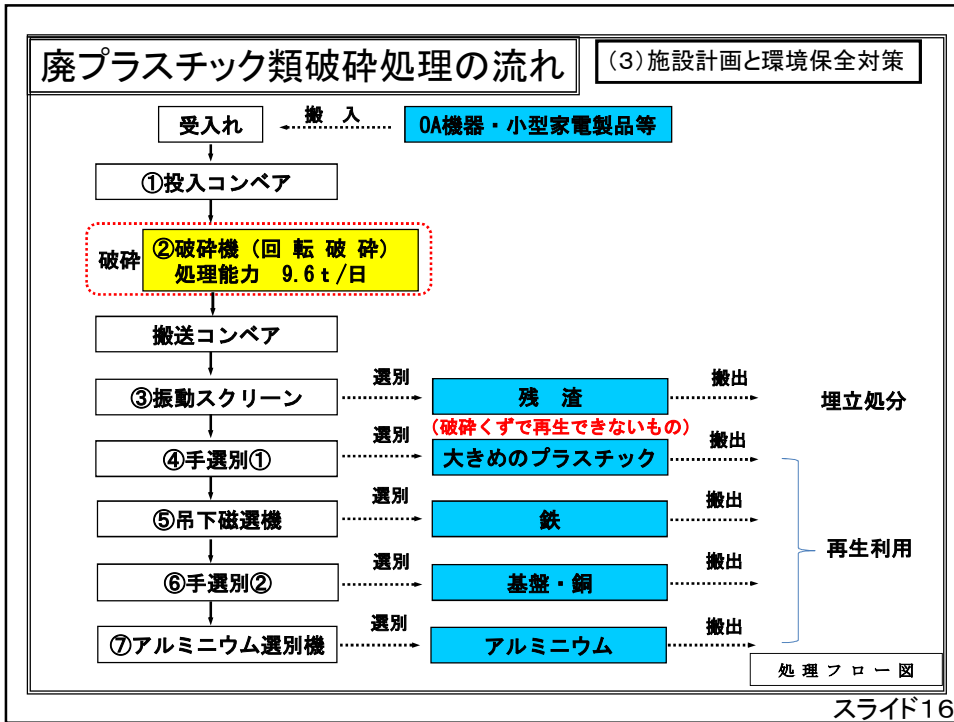 廃プラスチック類破砕処理の流れ
(3)施設計画と環境保全対策
受入れ
搬 入
OA機器・小型家電製品等
①投入コンベア
破砕
②破砕機(回 転 破 砕)
処理能力 9.6t/日
搬送コンベア
③振動スクリーン
選別
残 渣
搬出
埋立処分
(破砕くずで再生できないもの)
④手選別①
選別
大きめのプラスチック
搬出
⑤吊下磁選機
選別
鉄
搬出
再生利用
⑥手選別②
選別
基盤・銅
搬出
⑦アルミニウム選別機
選別
アルミニウム
搬出
処 理 フ ロ ー 図
スライド16